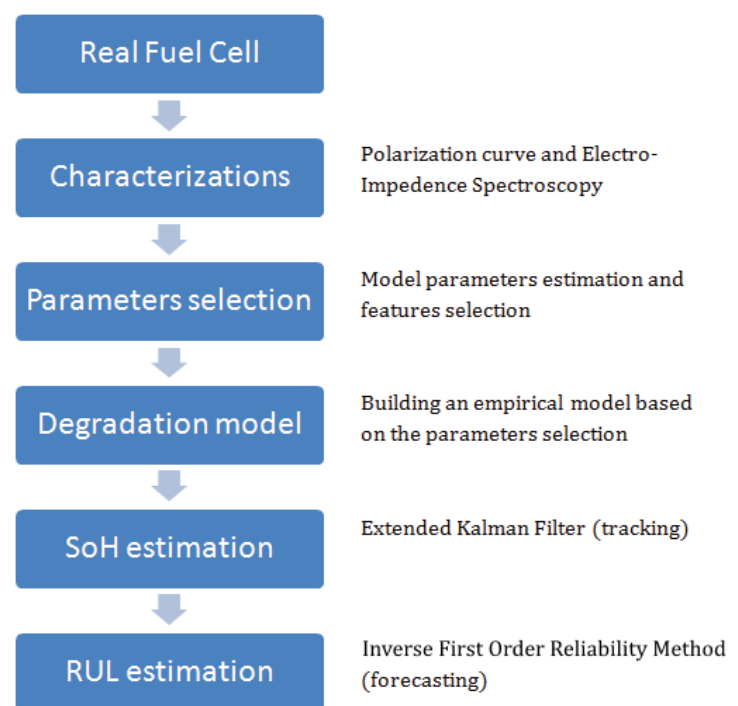 Real Fuel Cell
Characterizations
Polarization curve and Electro-
Impedence Spectroscopy
Parameters selection
Model parameters estimation and
features selection
Degradation model
Building an empirical model based
on the parameters selection
SoH estimation
Extended Kalman Filter (tracking)
RUL estimation
Inverse First Order Reliability Method
(forecasting)